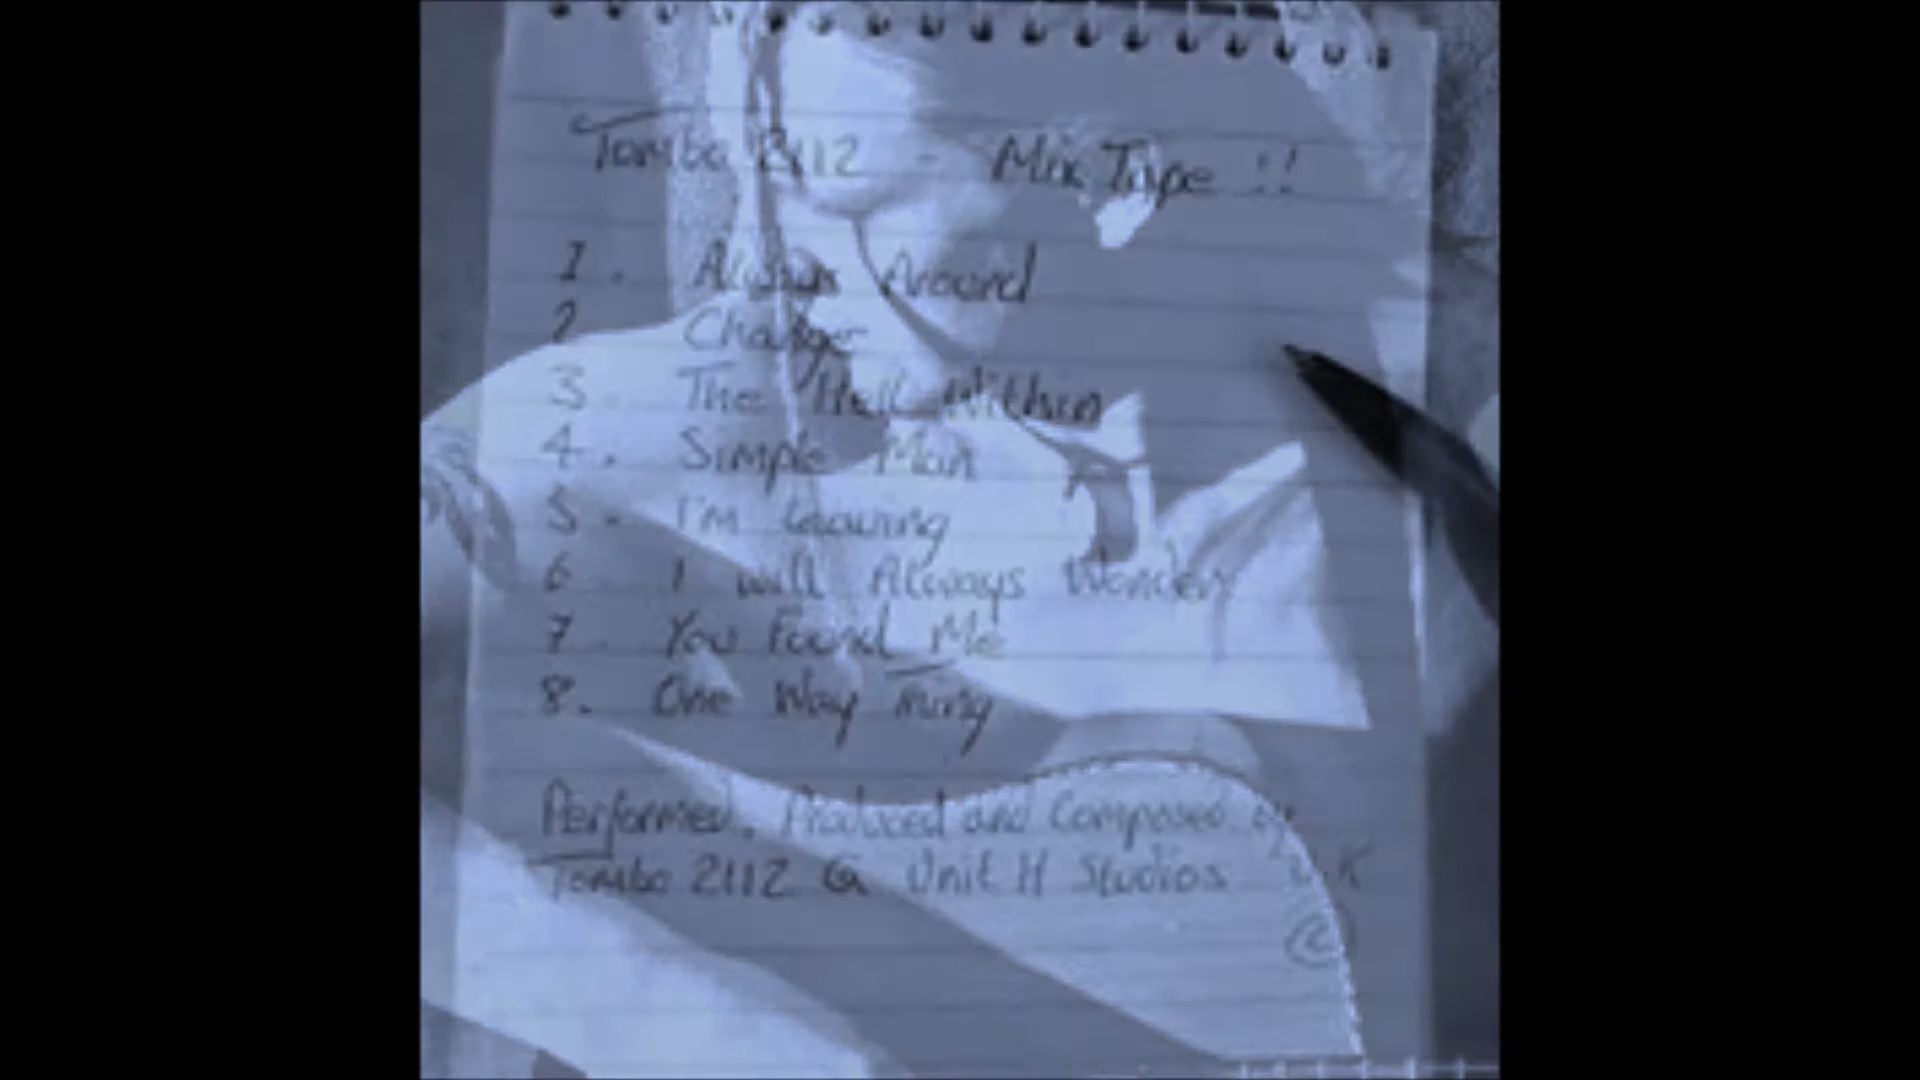 Tombo 2112 - Mix Tape !!
1. Always Around
2 Change
3. The Hell Within
4. Simple Man
5. I'm Leaving
6 I will Always Wonder
7. You Found Me
8. One Way Thing
Performed, Produced and Composed by
Tombo 2112 @ Unit H Studios U.K
©